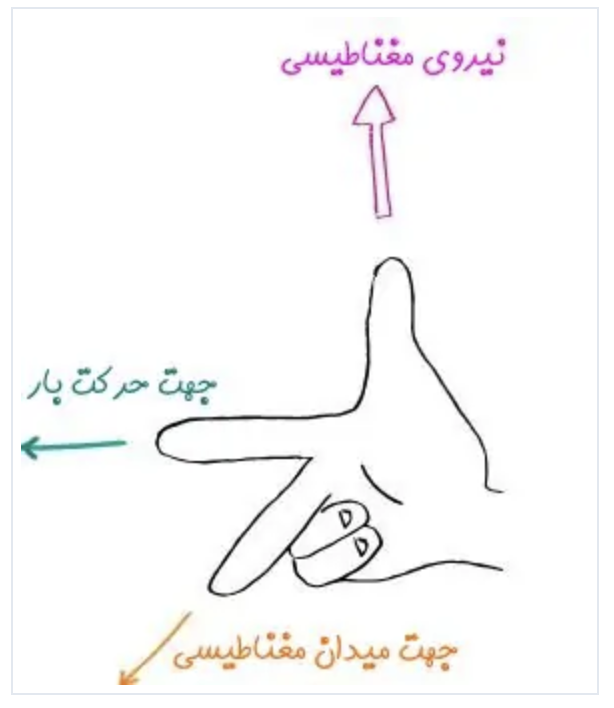 نیروی مغناطیسی
جهت حرکت بار
جهت میدان مغناطیسی